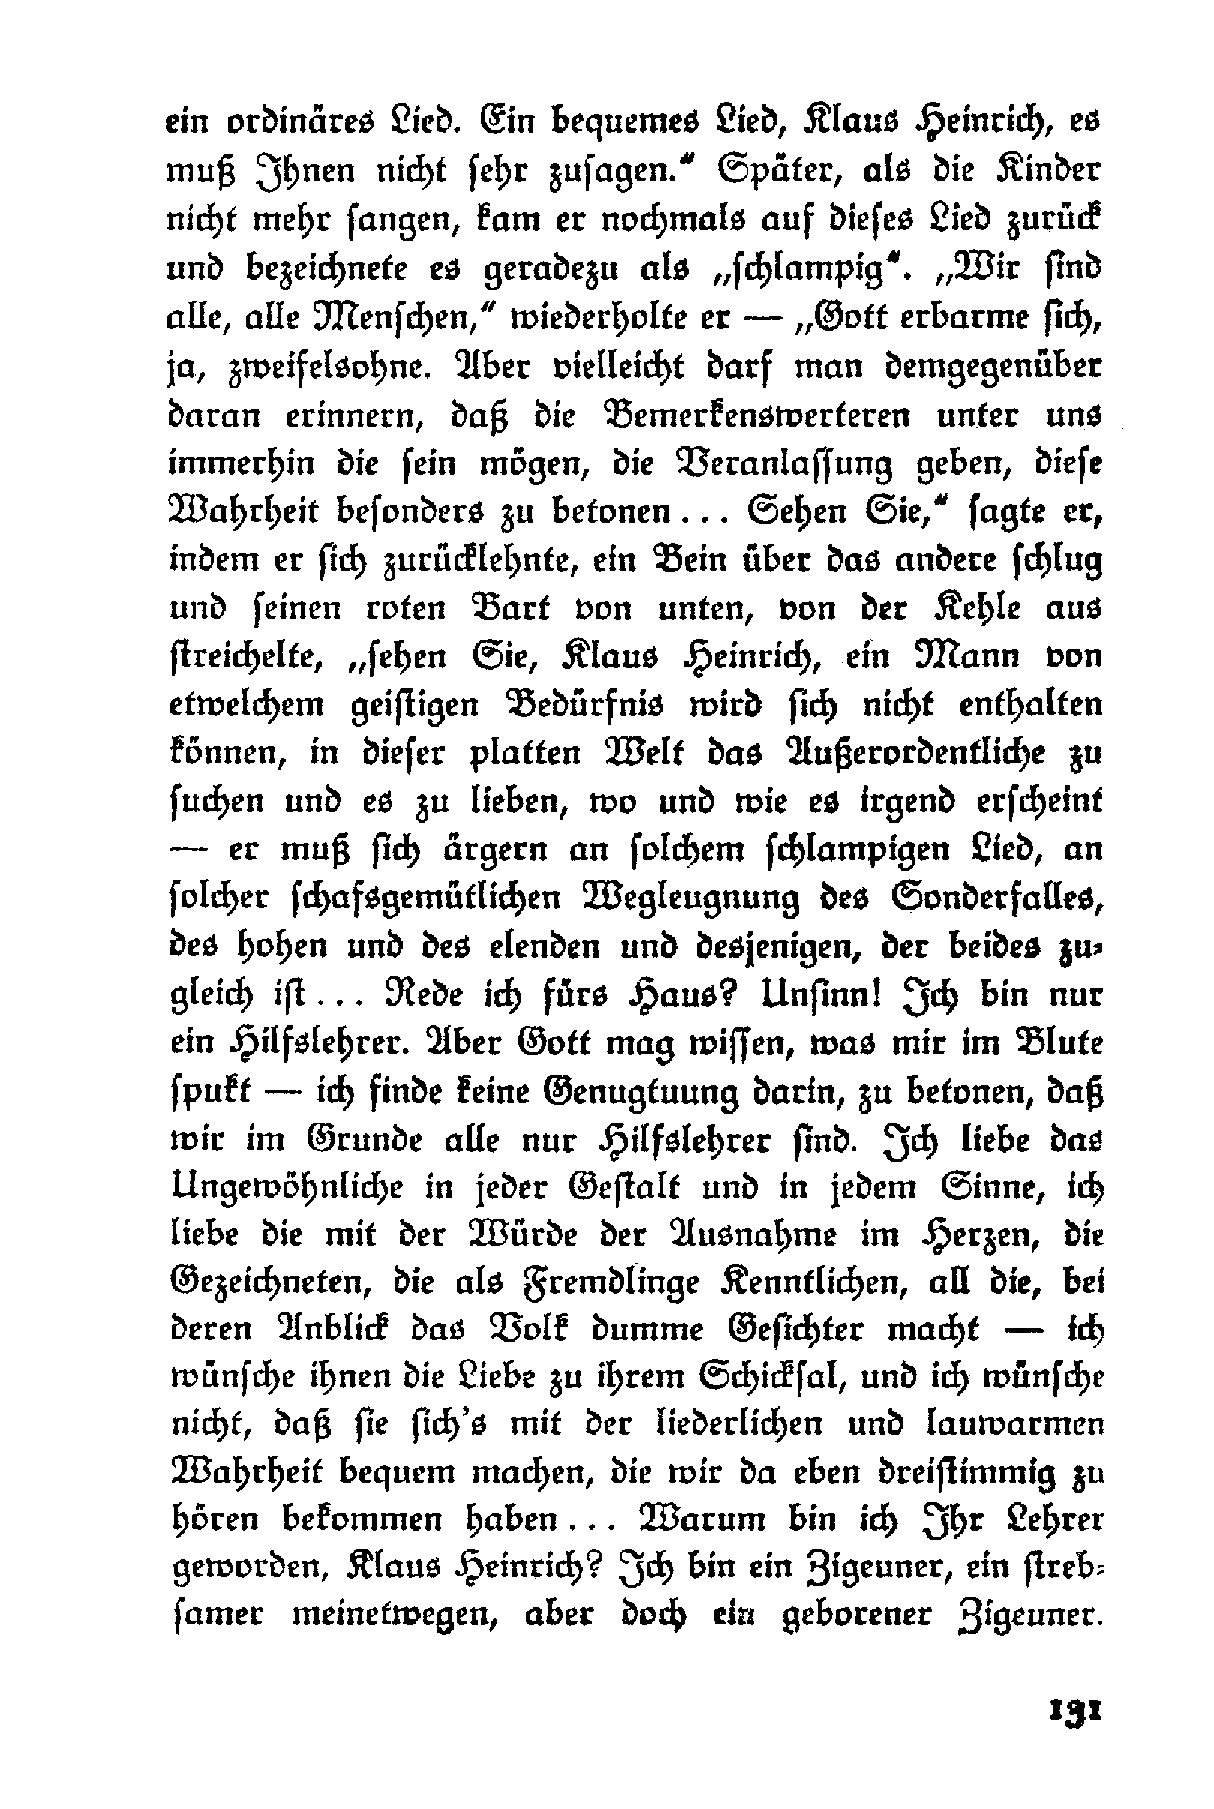 ein ordinäres Lied. Ein bequemes Lied, Klaus Heinrich, es
muß Ihnen nicht sehr zusagen.“ Später, als die Kinder
nicht mehr sangen, kam er nochmals auf dieses Lied zurück
und bezeichnete es geradezu als „schlampig“. „Wir sind
alle, alle Menschen,“ wiederholte er — „Gott erbarme sich,
ja, zweifelsohne. Aber vielleicht darf man demgegenüber
daran erinnern, daß die Bemerkenswerteren unter uns
immerhin die sein mögen, die Veranlassung geben, diese
Wahrheit besonders zu betonen... Sehen Sie,“ sagte er,
indem er sich zurücklehnte, ein Bein über das andere schlug
und seinen roten Bart von unten, von der Kehle aus
streichelte, „sehen Sie, Klaus Heinrich, ein Mann von
etwelchem geistigen Bedürfnis wird sich nicht enthalten
können, in dieser platten Welt das Außerordentliche zu
suchen und es zu lieben, wo und wie es irgend erscheint
— er muß sich ärgern an solchem schlampigen Lied, an
solcher schafsgemütlichen Wegleugnung des Sonderfalles,
des hohen und des elenden und desjenigen, der beides zu-
gleich ist... Rede ich fürs Haus? Unsinn! Ich bin nur
ein Hilfslehrer. Aber Gott mag wissen, was mir im Blute
spukt — ich finde keine Genugtuung darin, zu betonen, daß
wir im Grunde alle nur Hilfslehrer sind. Ich liebe das
Ungewöhnliche in jeder Gestalt und in jedem Sinne, ich
liebe die mit der Würde der Ausnahme im Herzen, die
Gezeichneten, die als Fremdlinge Kenntlichen, all die, bei
deren Anblick das Volk dumme Gesichter macht — ich
wünsche ihnen die Liebe zu ihrem Schicksal, und ich wünsche
nicht, daß sie sich's mit der liederlichen und lauwarmen
Wahrheit bequem machen, die wir da eben dreistimmig zu
hören bekommen haben... Warum bin ich Ihr Lehrer
geworden, Klaus Heinrich? Ich bin ein Zigeuner, ein streb-
samer meinetwegen, aber doch ein geborener Zigeuner.
131